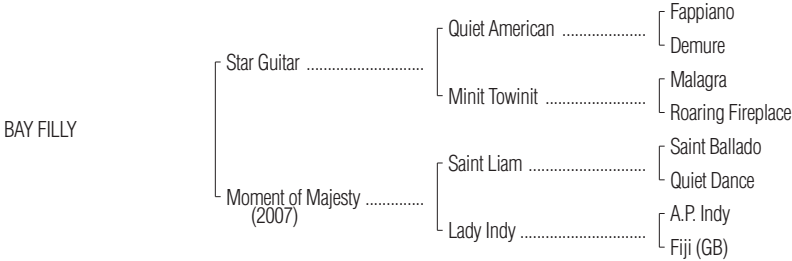 Fappiano
Quiet American ....................
Demure
Star Guitar ............................
Malagra
Minit Towinit ........................
Roaring Fireplace
BAY FILLY
Saint Ballado
Saint Liam ............................
Quiet Dance
Moment of Majesty ..............
(2007)
A.P. Indy
Lady Indy ..............................
Fiji (GB)